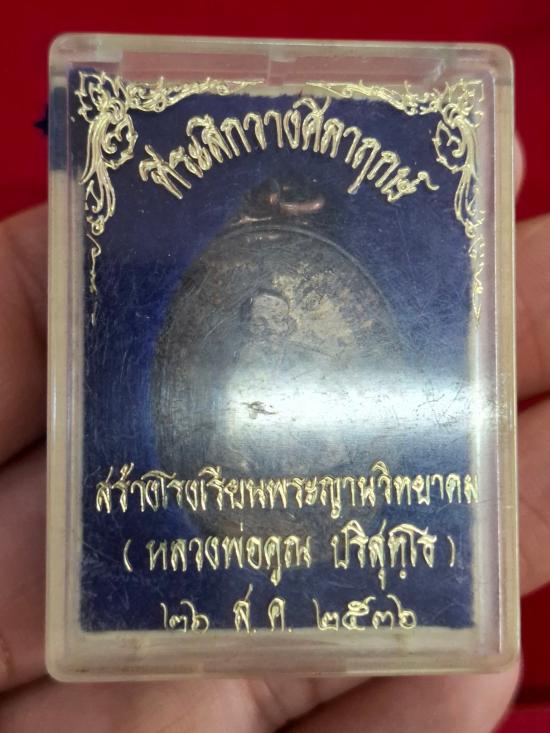 ที่ระลึกวางศิลาฤกษ์
สร้างโรงเรียนพระญาณวิทยาคม
( หลวงพ่อคูณ ปริสุทฺโธ )
๒๖ ส.ค. ๒๕๓๖